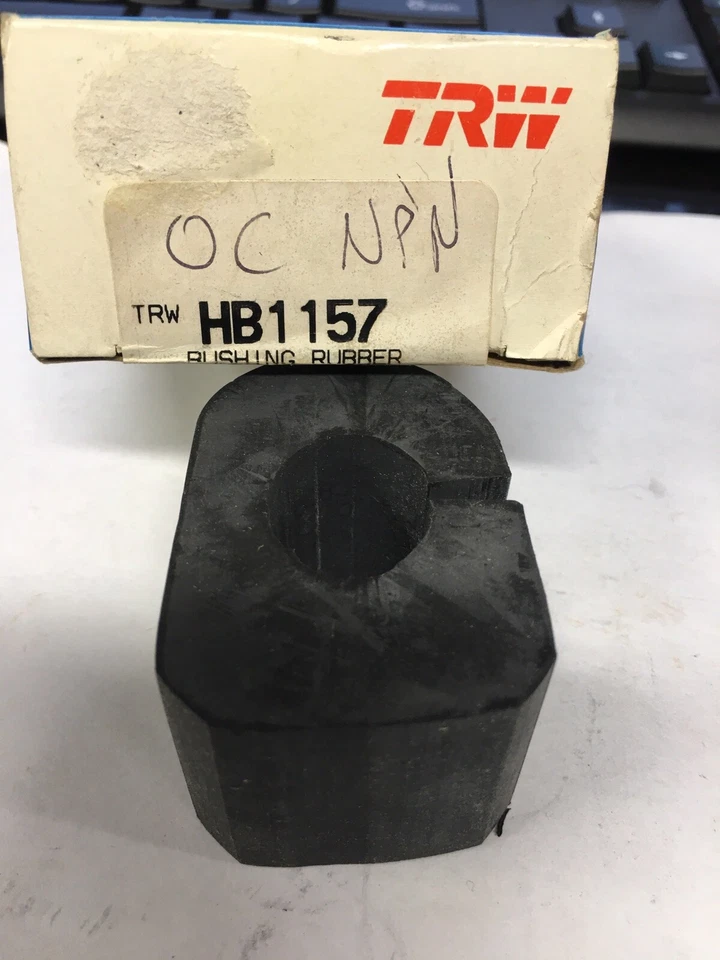 TRW
OC NPN
TRW HB1157
BUSHING RUBBER